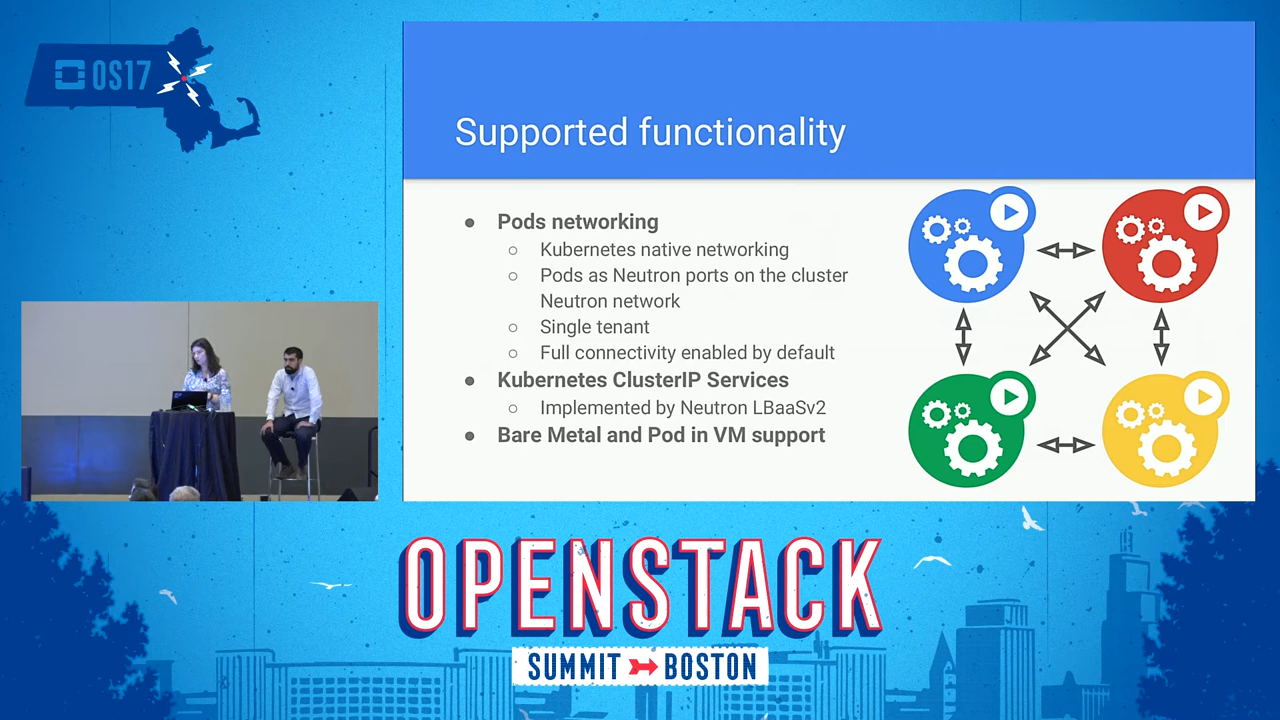 OS17
Supported functionality
● Pods networking
○ Kubernetes native networking
○ Pods as Neutron ports on the cluster
Neutron network
○ Single tenant
○ Full connectivity enabled by default
● Kubernetes ClusterIP Services
○ Implemented by Neutron LBaaSv2
● Bare Metal and Pod in VM support
OPENSTACK
SUMMIT BOSTON